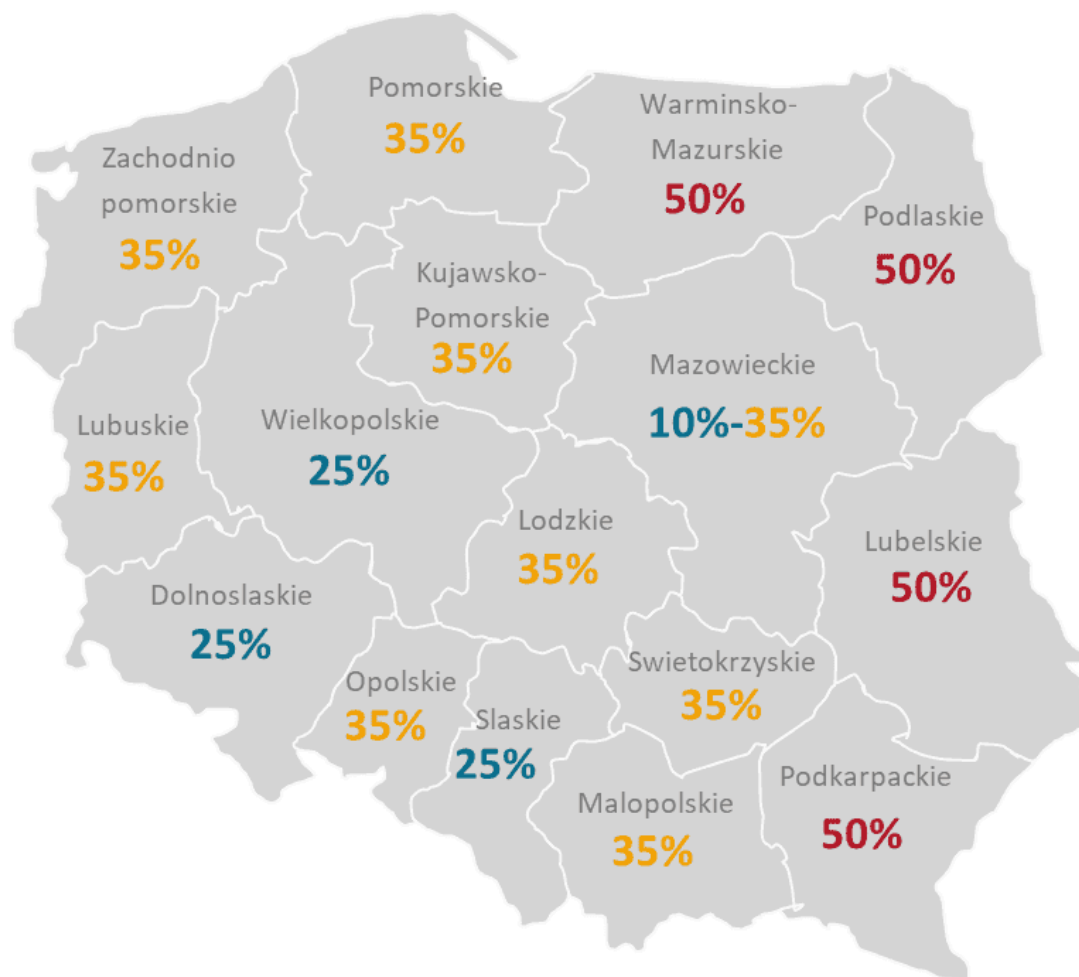 Pomorskie
35%
Warminsko-
Mazurskie
50%
Zachodnio
pomorskie
35%
Podlaskie
50%
Kujawsko-
Pomorskie
35%
Mazowieckie
10%-35%
Lubuskie
35%
Wielkopolskie
25%
Lodzkie
35%
Lubelskie
50%
Dolnoslaskie
25%
Opolskie
35%
Slaskie
25%
Swietokrzyskie
35%
Malopolskie
35%
Podkarpackie
50%